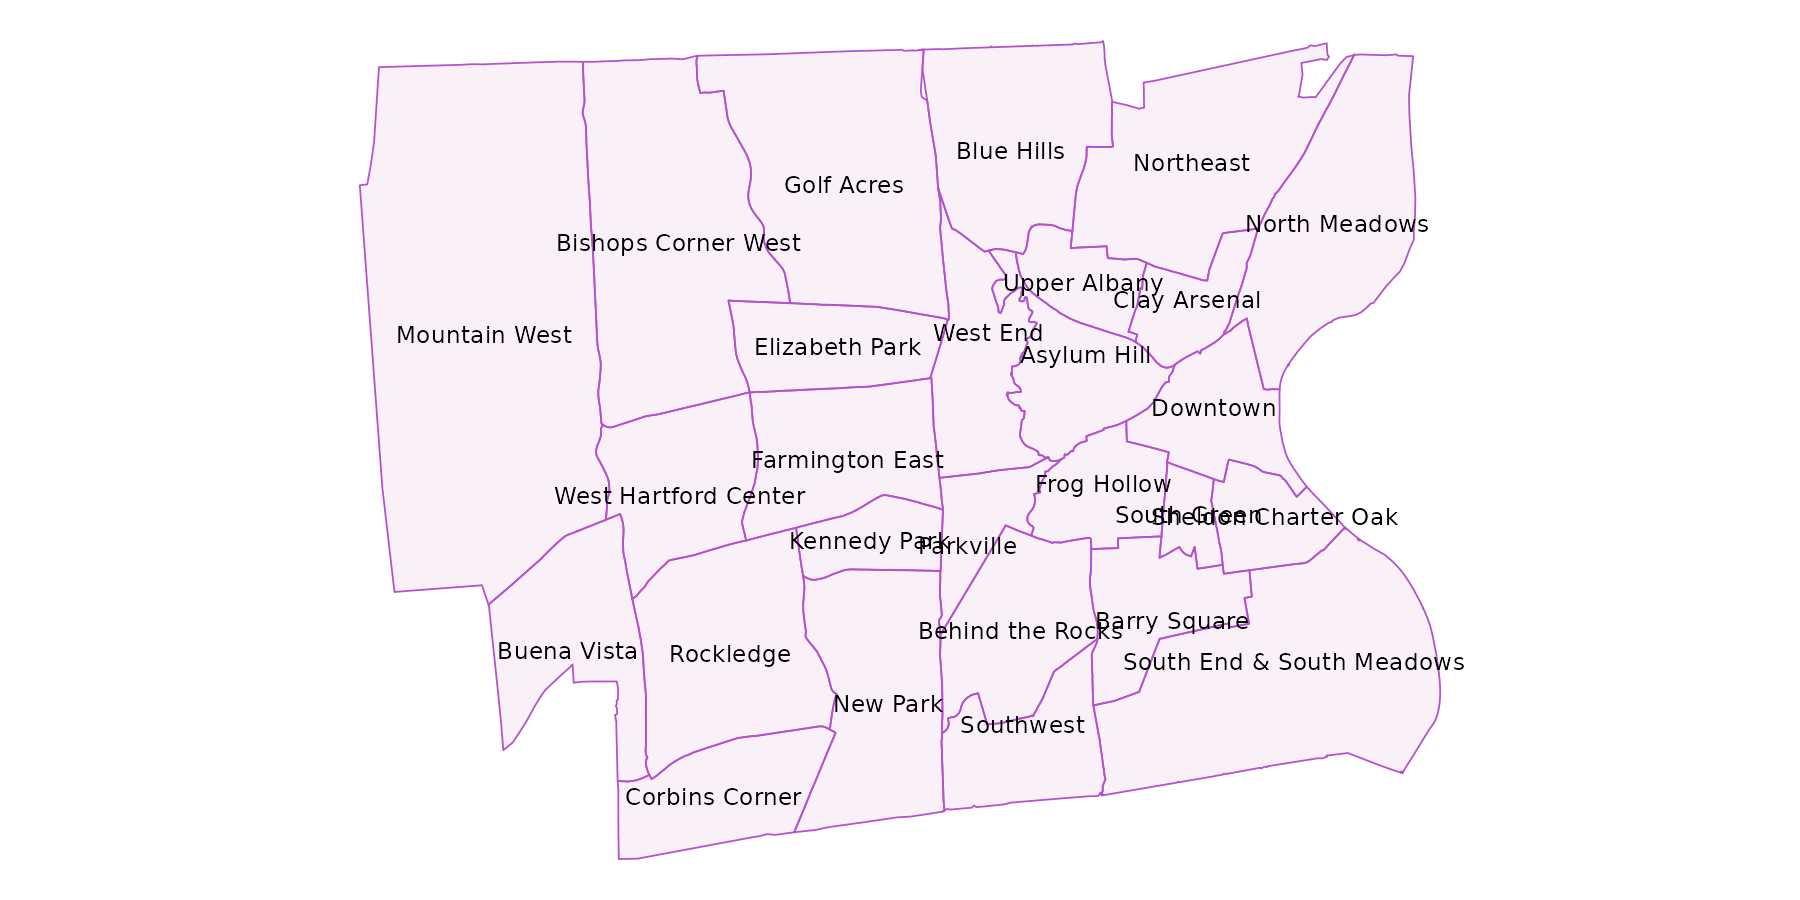 Blue Hills
Northeast
Golf Acres
North Meadows
Bishops Corner West
Upper Albany
Clay Arsenal
West End
Mountain West
Elizabeth Park
Asylum Hill
Downtown
Farmington East
Frog Hollow
West Hartford Center
South Green
Sheldon Charter Oak
Kennedy Park
Parkville
Barry Square
Behind the Rocks
Buena Vista
Rockledge
South End & South Meadows
New Park
Southwest
Corbins Corner